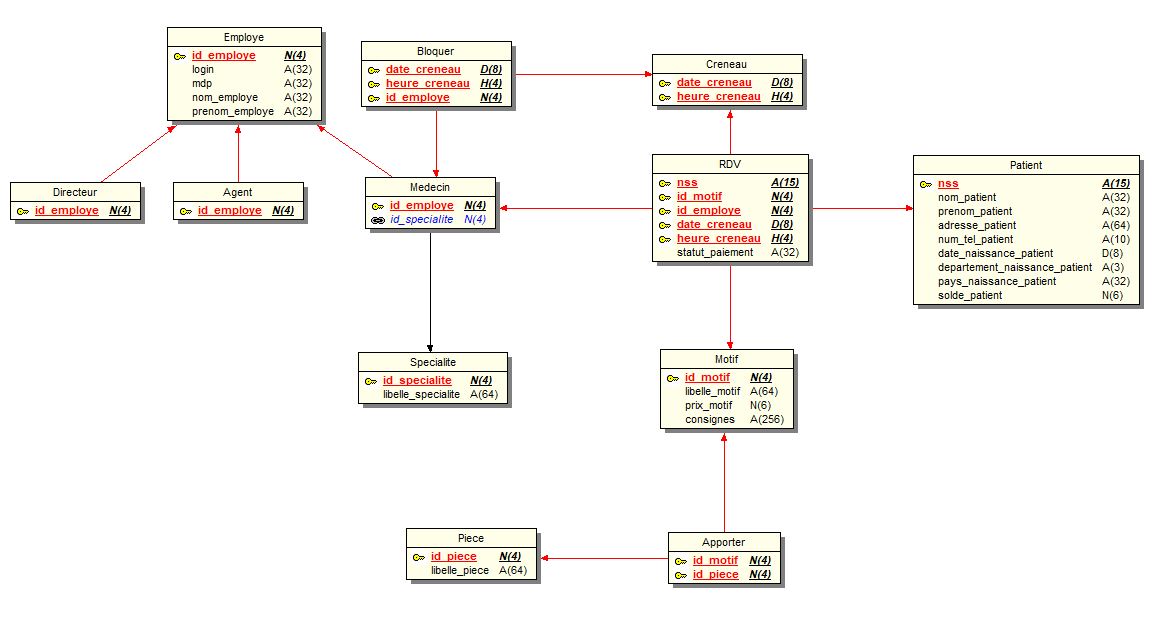 Employe
id_employe N(4)
login A(32)
mdp A(32)
nom_employe A(32)
prenom_employe A(32)
Bloquer
date_creneau D(8)
heure_creneau H(4)
id_employe N(4)
Creneau
date_creneau D(8)
heure_creneau H(4)
Directeur
id_employe N(4)
Agent
id_employe N(4)
Medecin
id_employe N(4)
id_specialite N(4)
RDV
nss A(15)
id_motif N(4)
id_employe N(4)
date_creneau D(8)
heure_creneau H(4)
statut_paiement A(32)
Patient
nss A(15)
nom_patient A(32)
prenom_patient A(32)
adresse_patient A(64)
num_tel_patient A(10)
date_naissance_patient D(8)
departement_naissance_patient A(3)
pays_naissance_patient A(32)
solde_patient N(6)
Specialite
id_specialite N(4)
libelle_specialite A(64)
Motif
id_motif N(4)
libelle_motif A(64)
prix_motif N(6)
consignes A(256)
Piece
id_piece N(4)
libelle_piece A(64)
Apporter
id_motif N(4)
id_piece N(4)